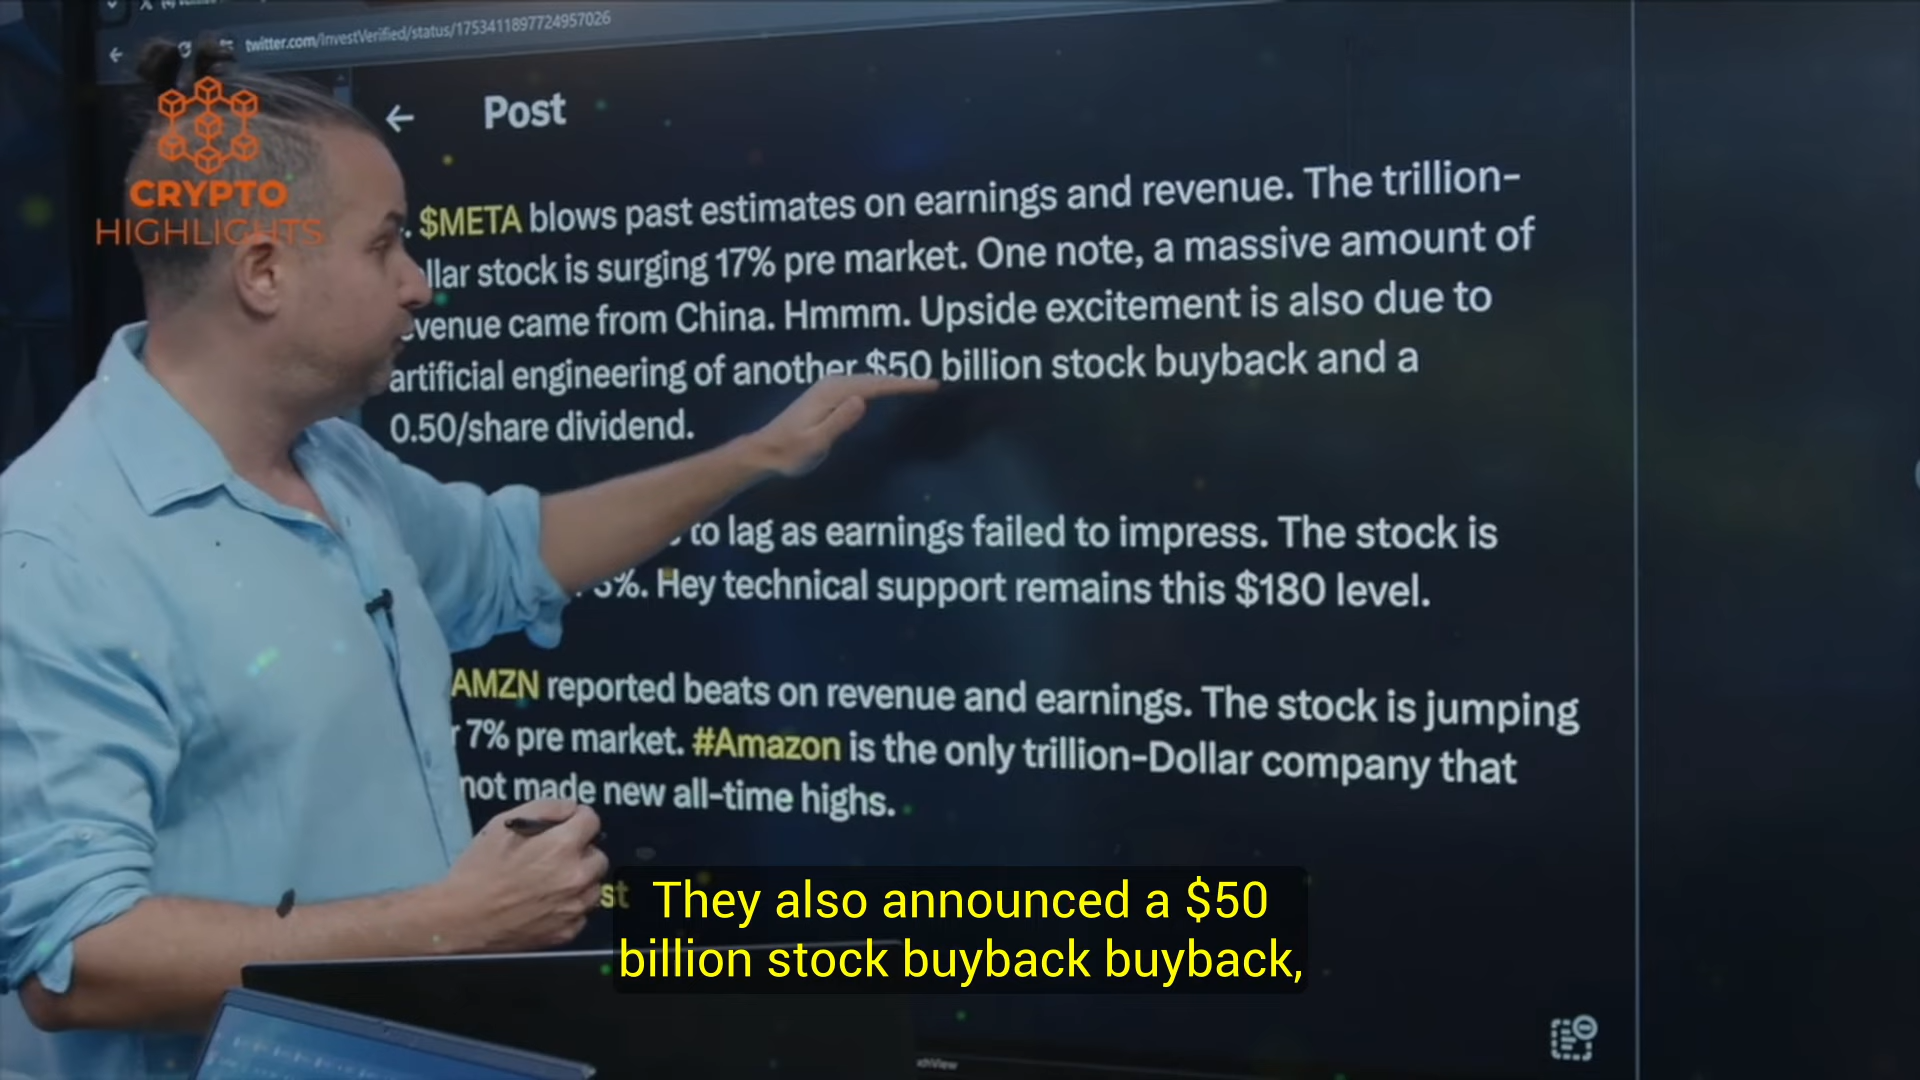 twitter.com/InvestVerified/status/1753411897724957026
Post
CRYPTO
HIGHLIGHTS
. $META blows past estimates on earnings and revenue. The trillion-
stock is surging 17% pre market. One note, a massive amount of
came from China. Hmmm. Upside excitement is also due to
artificial engineering of another $50 billion stock buyback and a
0.50/share dividend.
to lag as earnings failed to impress. The stock is
Hey technical support remains this $180 level.
AMZN reported beats on revenue and earnings. The stock is jumping
7% pre market. #Amazon is the only trillion-Dollar company that
not made new all-time highs.
They also announced a $50
billion stock buyback buyback,